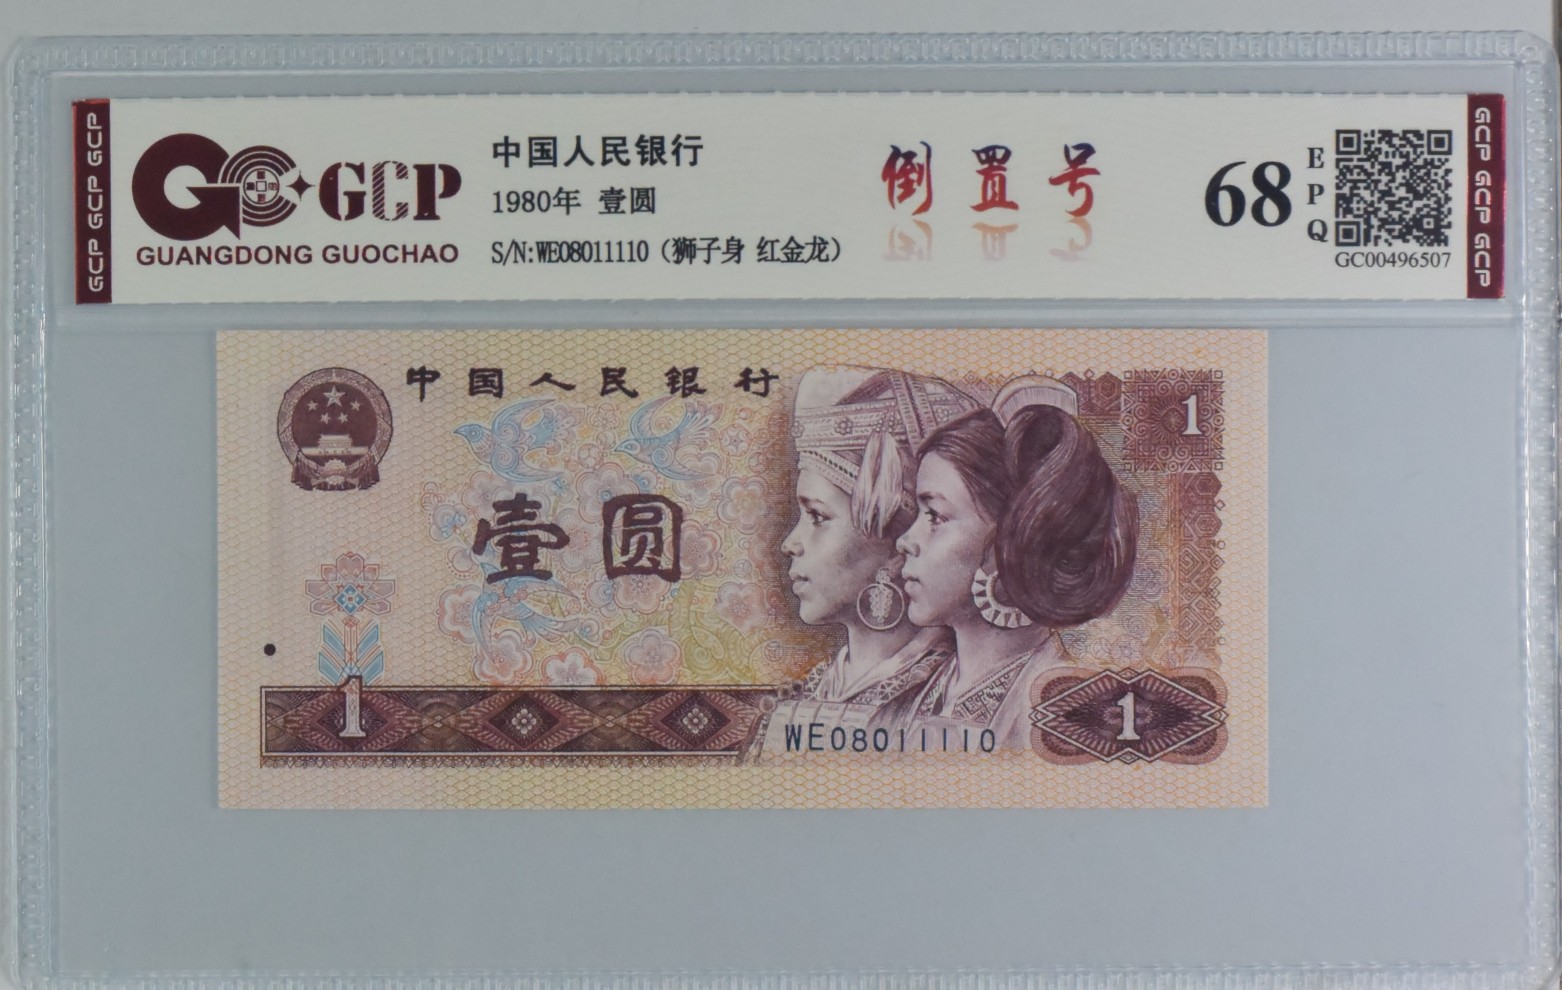 GCP GCP GCP
GCP
GUANGDONG GUOCHAO
中国人民银行
1980年 壹圆
S/N:WE08011110（狮子身 红金龙）
倒置号
68
EPQ
GC00496507
GCP GCP GCP
中国人民银行
1
壹圆
1
WE08011110
1